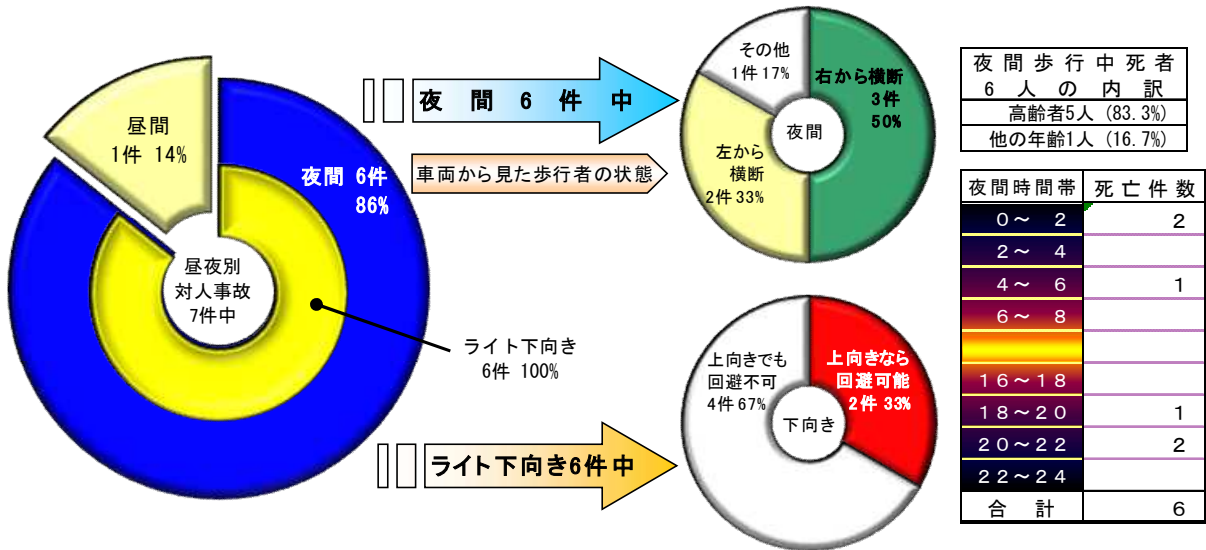 昼間
1件 14%
夜間 6件
86%
昼夜別
対人事故
7件中
ライト下向き
6件 100%
夜間6件中
車両から見た歩行者の状態
ライト下向き6件中
その他
1件 17%
右から横断
3件
50%
左から
横断
2件 33%
夜間
上向きでも
回避不可
4件 67%
上向きなら
回避可能
2件 33%
下向き
夜間歩行中死者
6人の内訳
高齢者5人 (83.3%)
他の年齢1人 (16.7%)
夜間時間帯 死亡件数
0～ 2 2
2～ 4
4～ 6 1
6～ 8
16～18
18～20 1
20～22 2
22～24
合計 6